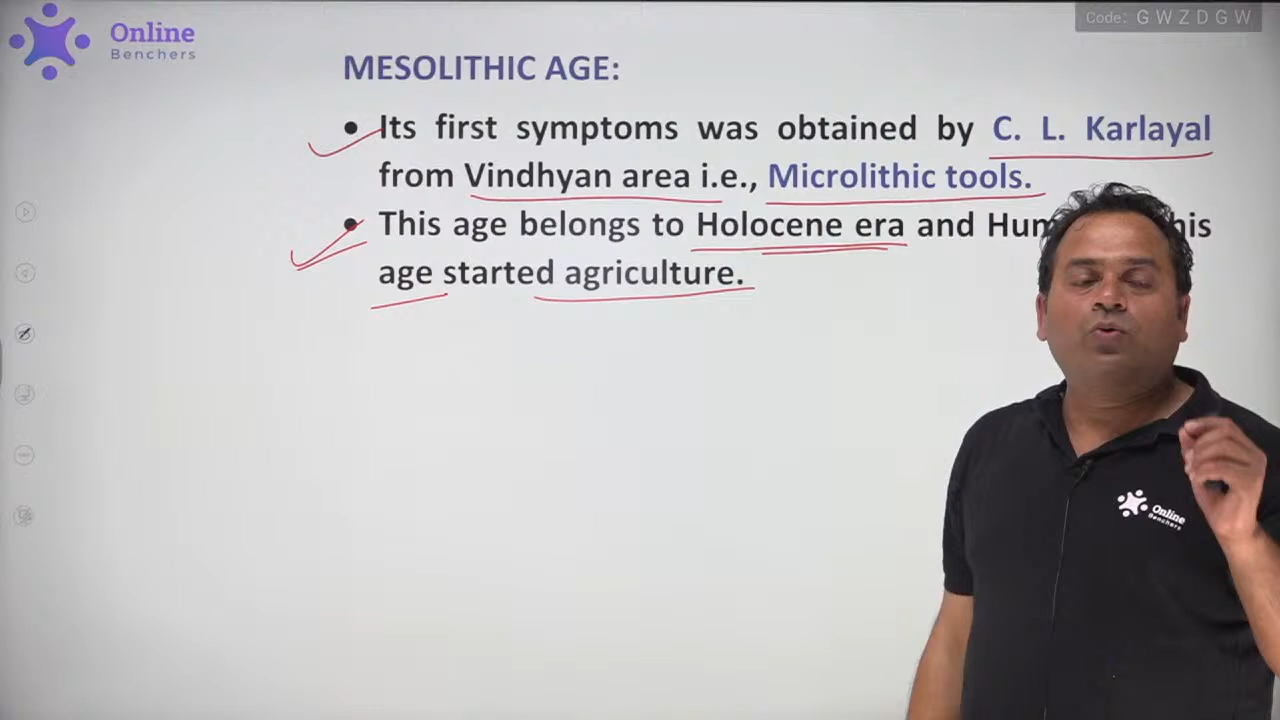 Online
Benchers
Code: G W Z D G W
MESOLITHIC AGE:
• Its first symptoms was obtained by C. L. Karlayal
from Vindhyan area i.e., Microlithic tools.
• This age belongs to Holocene era and
age started agriculture.
Online
Benchers